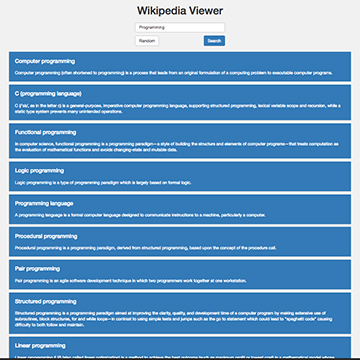 Wikipedia Viewer
Programming
Random
Search
Computer programming
Computer programming (often shortened to programming) is a process that leads from an original formulation of a computing problem to executable computer programs.
C (programming language)
C (/ˈsiː/, as in the letter c) is a general-purpose, imperative computer programming language, supporting structured programming, lexical variable scope and recursion, while a
static type system prevents many unintended operations.
Functional programming
In computer science, functional programming is a programming paradigm—a style of building the structure and elements of computer programs—that treats computation as
the evaluation of mathematical functions and avoids changing-state and mutable data.
Logic programming
Logic programming is a type of programming paradigm which is largely based on formal logic.
Programming language
A programming language is a formal computer language designed to communicate instructions to a machine, particularly a computer.
Procedural programming
Procedural programming is a programming paradigm, derived from structured programming, based upon the concept of the procedure call.
Pair programming
Pair programming is an agile software development technique in which two programmers work together at one workstation.
Structured programming
Structured programming is a programming paradigm aimed at improving the clarity, quality, and development time of a computer program by making extensive use of
subroutines, block structures, for and while loops—in contrast to using simple tests and jumps such as the go to statement which could lead to "spaghetti code" causing
difficulty to both follow and maintain.
Linear programming